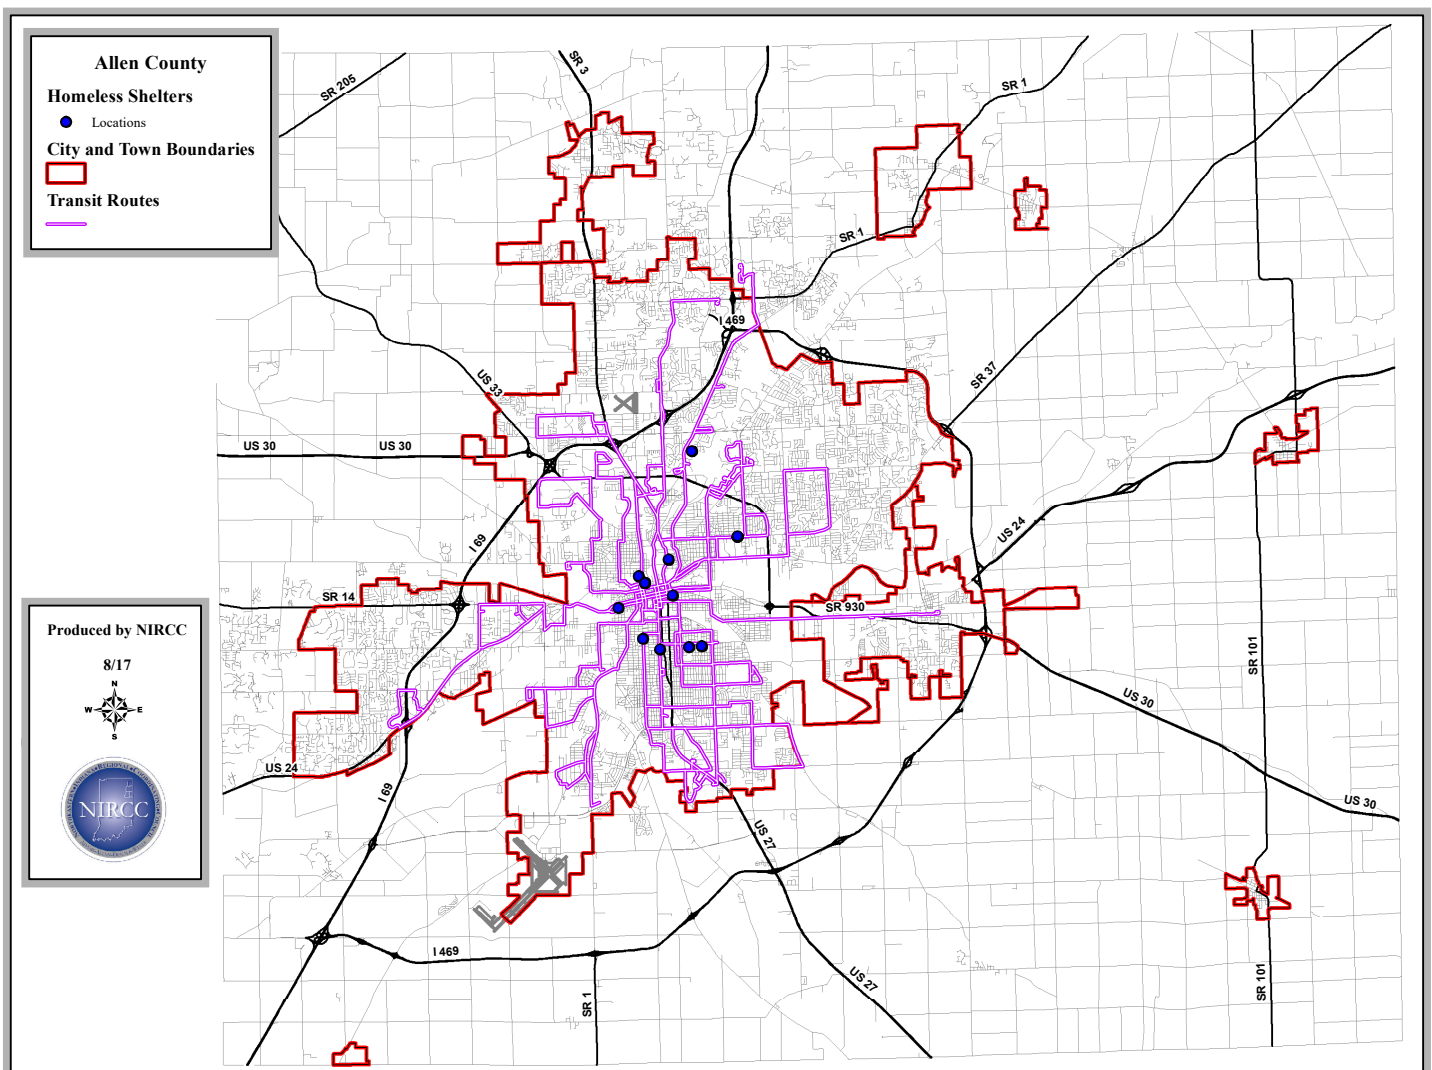 Allen County
Homeless Shelters
Locations
City and Town Boundaries
Transit Routes
SR 205
SR 3
SR 1
SR 1
I 469
US 33
SR 37
US 30
US 30
I 69
US 24
SR 14
SR 930
SR 101
US 30
US 24
I 69
US 27
US 30
I 469
US 27
SR 1
SR 101
Produced by NIRCC
8/17
N
W E
S
NIRCC